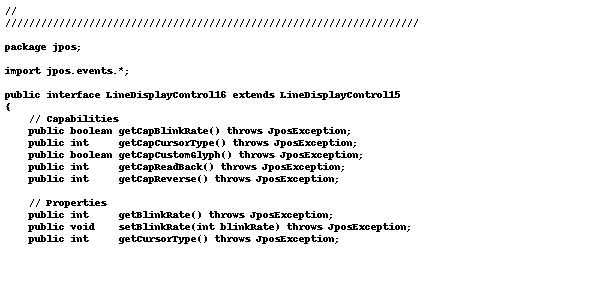 //
//////////////////////////////////////////////////////////////////////
package jpos;
import jpos.events.*;
public interface LineDisplayControl16 extends LineDisplayControl15
{
    // Capabilities
    public boolean getCapBlinkRate() throws JposException;
    public int     getCapCursorType() throws JposException;
    public boolean getCapCustomGlyph() throws JposException;
    public int     getCapReadBack() throws JposException;
    public int     getCapReverse() throws JposException;
    // Properties
    public int     getBlinkRate() throws JposException;
    public void    setBlinkRate(int blinkRate) throws JposException;
    public int     getCursorType() throws JposException;